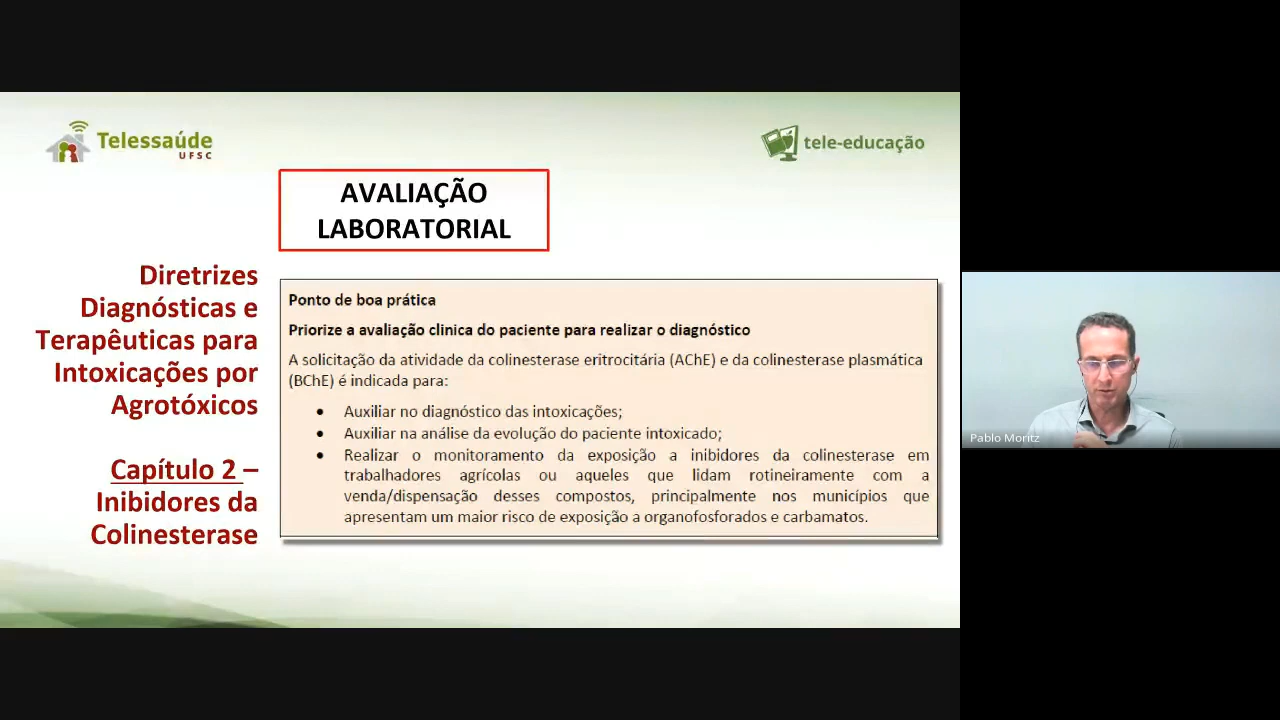 Telessaúde
UFSC
tele-educação
AVALIAÇÃO
LABORATORIAL
Diretrizes
Diagnósticas e
Terapêuticas para
Intoxicações por
Agrotóxicos
Capítulo 2 –
Inibidores da
Colinesterase
Ponto de boa prática
Priorize a avaliação clinica do paciente para realizar o diagnóstico
A solicitação da atividade da colinesterase eritrocitária (AChE) e da colinesterase plasmática
(BChE) é indicada para:
• Auxiliar no diagnóstico das intoxicações;
• Auxiliar na análise da evolução do paciente intoxicado;
• Realizar o monitoramento da exposição a inibidores da colinesterase em
trabalhadores agrícolas ou aqueles que lidam rotineiramente com a
venda/dispensação desses compostos, principalmente nos municípios que
apresentam um maior risco de exposição a organofosforados e carbamatos.
Pablo Moritz